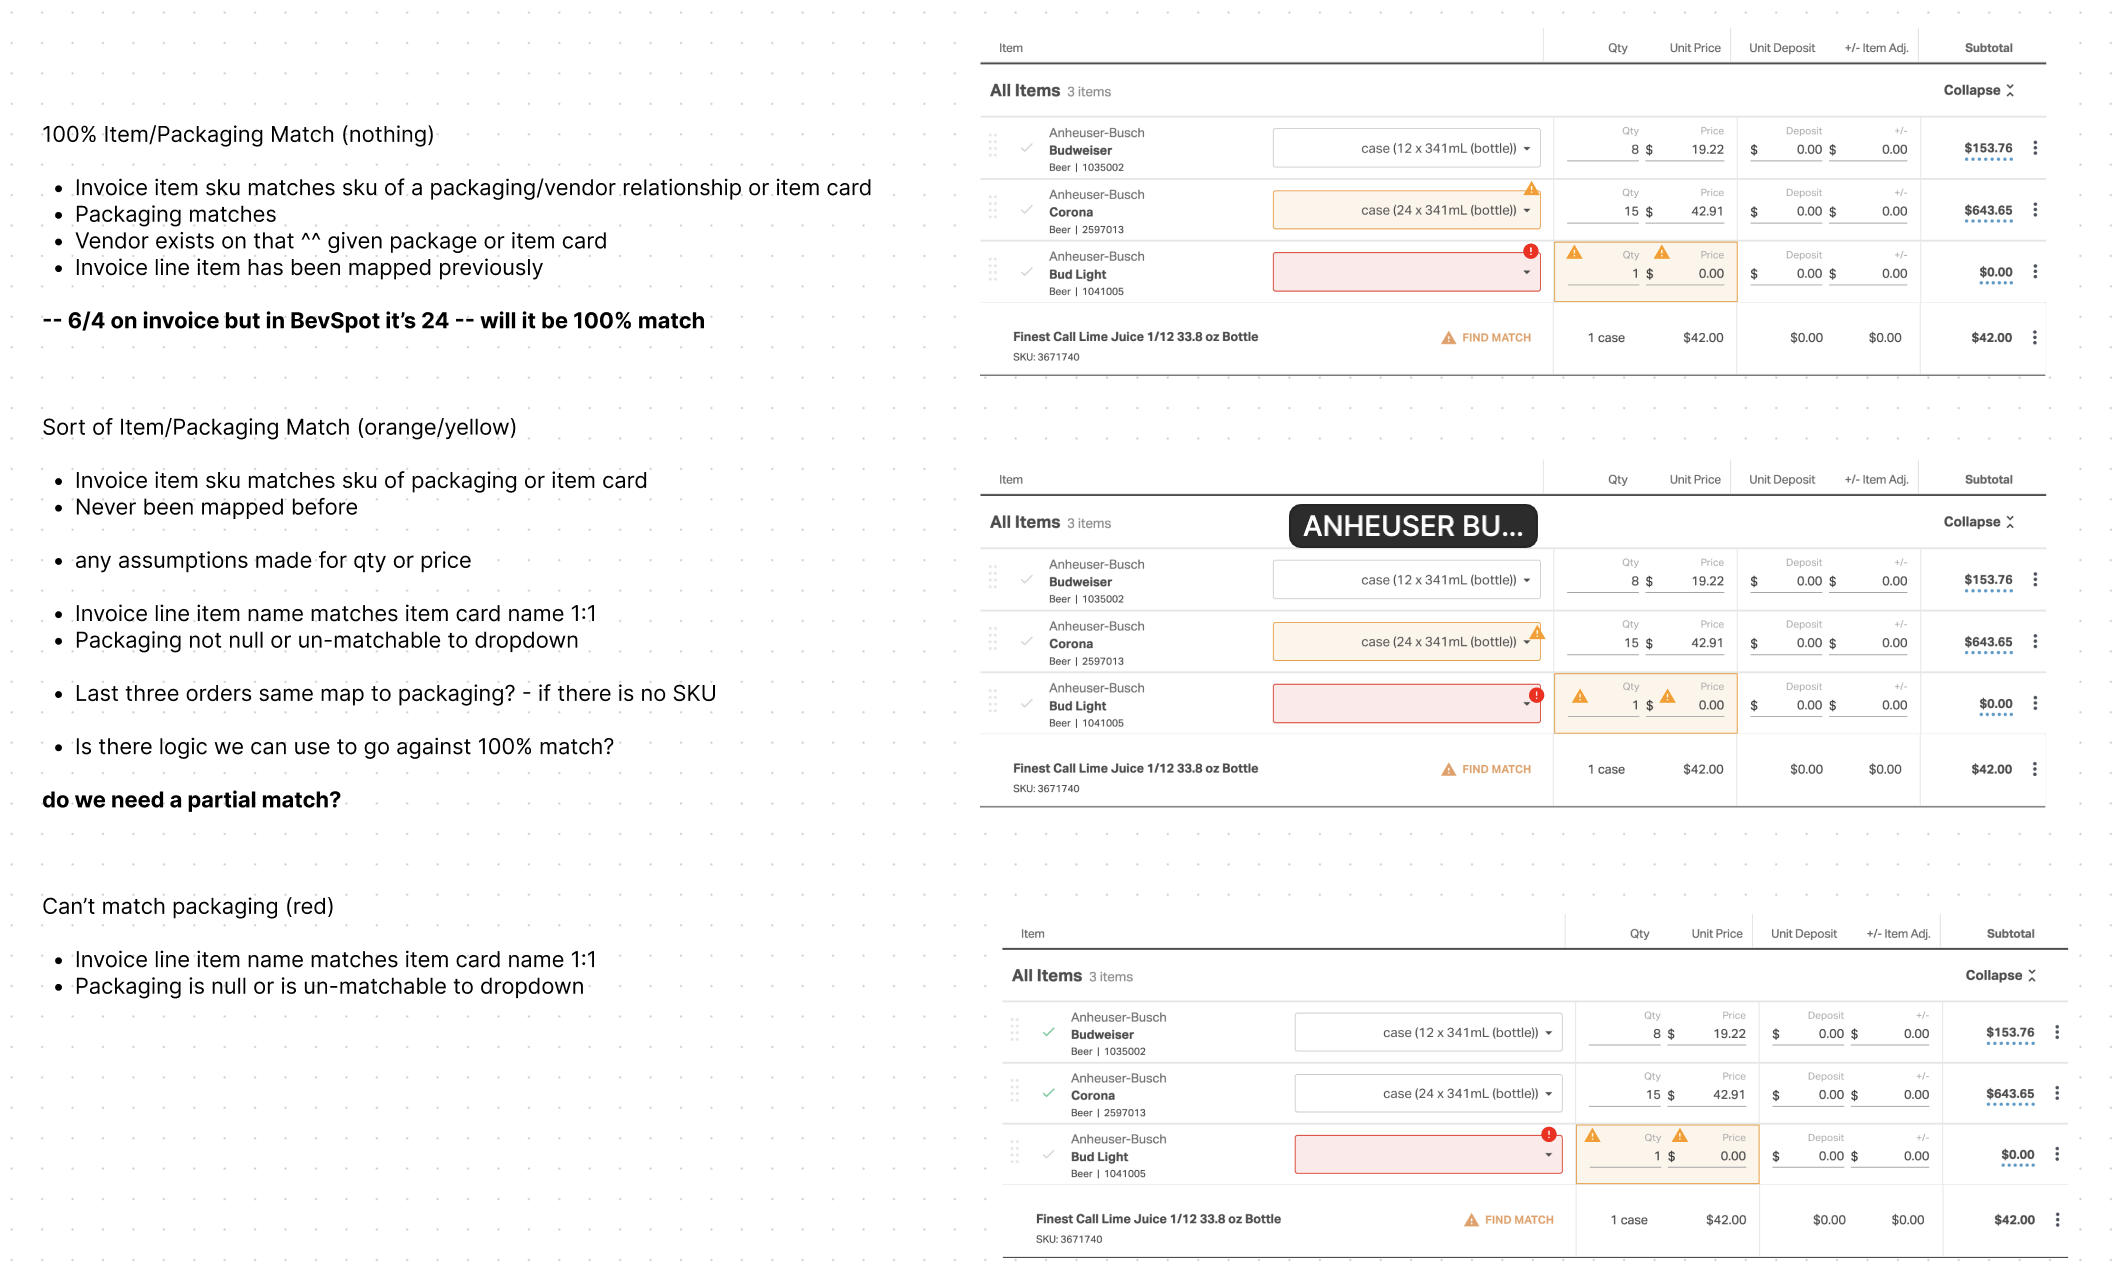 100% Item/Packaging Match (nothing)
• Invoice item sku matches sku of a packaging/vendor relationship or item card
• Packaging matches
• Vendor exists on that ^^ given package or item card
• Invoice line item has been mapped previously
-- 6/4 on invoice but in BevSpot it's 24 -- will it be 100% match
Sort of Item/Packaging Match (orange/yellow)
• Invoice item sku matches sku of packaging or item card
• Never been mapped before
• any assumptions made for qty or price
• Invoice line item name matches item card name 1:1
• Packaging not null or un-matchable to dropdown
• Last three orders same map to packaging? - if there is no SKU
• Is there logic we can use to go against 100% match?
do we need a partial match?
Can't match packaging (red)
• Invoice line item name matches item card name 1:1
• Packaging is null or is un-matchable to dropdown
Item Qty Unit Price Unit Deposit +/- Item Adj. Subtotal
All Items 3 items Collapse
Anheuser-Busch Qty Price Deposit +/-
Budweiser case (12 x 341mL (bottle)) 8 $ 19.22 $ 0.00 $ 0.00 $153.76
Beer | 1035002
Anheuser-Busch Qty Price Deposit +/-
Corona case (24 x 341mL (bottle)) 15 $ 42.91 $ 0.00 $ 0.00 $643.65
Beer | 2597013
Anheuser-Busch Qty Price Deposit +/-
Bud Light 1 $ 0.00 $ 0.00 $ 0.00 $0.00
Beer | 1041005
Finest Call Lime Juice 1/12 33.8 oz Bottle FIND MATCH 1 case $42.00 $0.00 $0.00 $42.00
SKU: 3671740
Item Qty Unit Price Unit Deposit +/- Item Adj. Subtotal
All Items 3 items ANHEUSER BU... Collapse
Anheuser-Busch Qty Price Deposit +/-
Budweiser case (12 x 341mL (bottle)) 8 $ 19.22 $ 0.00 $ 0.00 $153.76
Beer | 1035002
Anheuser-Busch Qty Price Deposit +/-
Corona case (24 x 341mL (bottle)) 15 $ 42.91 $ 0.00 $ 0.00 $643.65
Beer | 2597013
Anheuser-Busch Qty Price Deposit +/-
Bud Light 1 $ 0.00 $ 0.00 $ 0.00 $0.00
Beer | 1041005
Finest Call Lime Juice 1/12 33.8 oz Bottle FIND MATCH 1 case $42.00 $0.00 $0.00 $42.00
SKU: 3671740
Item Qty Unit Price Unit Deposit +/- Item Adj. Subtotal
All Items 3 items Collapse
Anheuser-Busch Qty Price Deposit +/-
Budweiser case (12 x 341mL (bottle)) 8 $ 19.22 $ 0.00 $ 0.00 $153.76
Beer | 1035002
Anheuser-Busch Qty Price Deposit +/-
Corona case (24 x 341mL (bottle)) 15 $ 42.91 $ 0.00 $ 0.00 $643.65
Beer | 2597013
Anheuser-Busch Qty Price Deposit +/-
Bud Light 1 $ 0.00 $ 0.00 $ 0.00 $0.00
Beer | 1041005
Finest Call Lime Juice 1/12 33.8 oz Bottle FIND MATCH 1 case $42.00 $0.00 $0.00 $42.00
SKU: 3671740